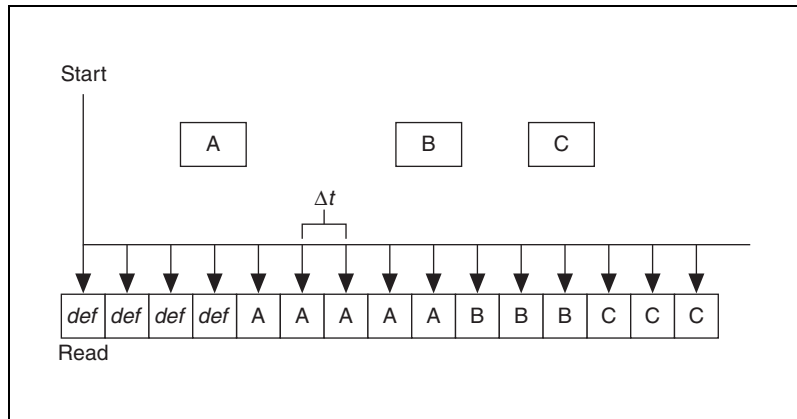 Start
A B C
Δt
def def def def A A A A A B B B C C C
Read